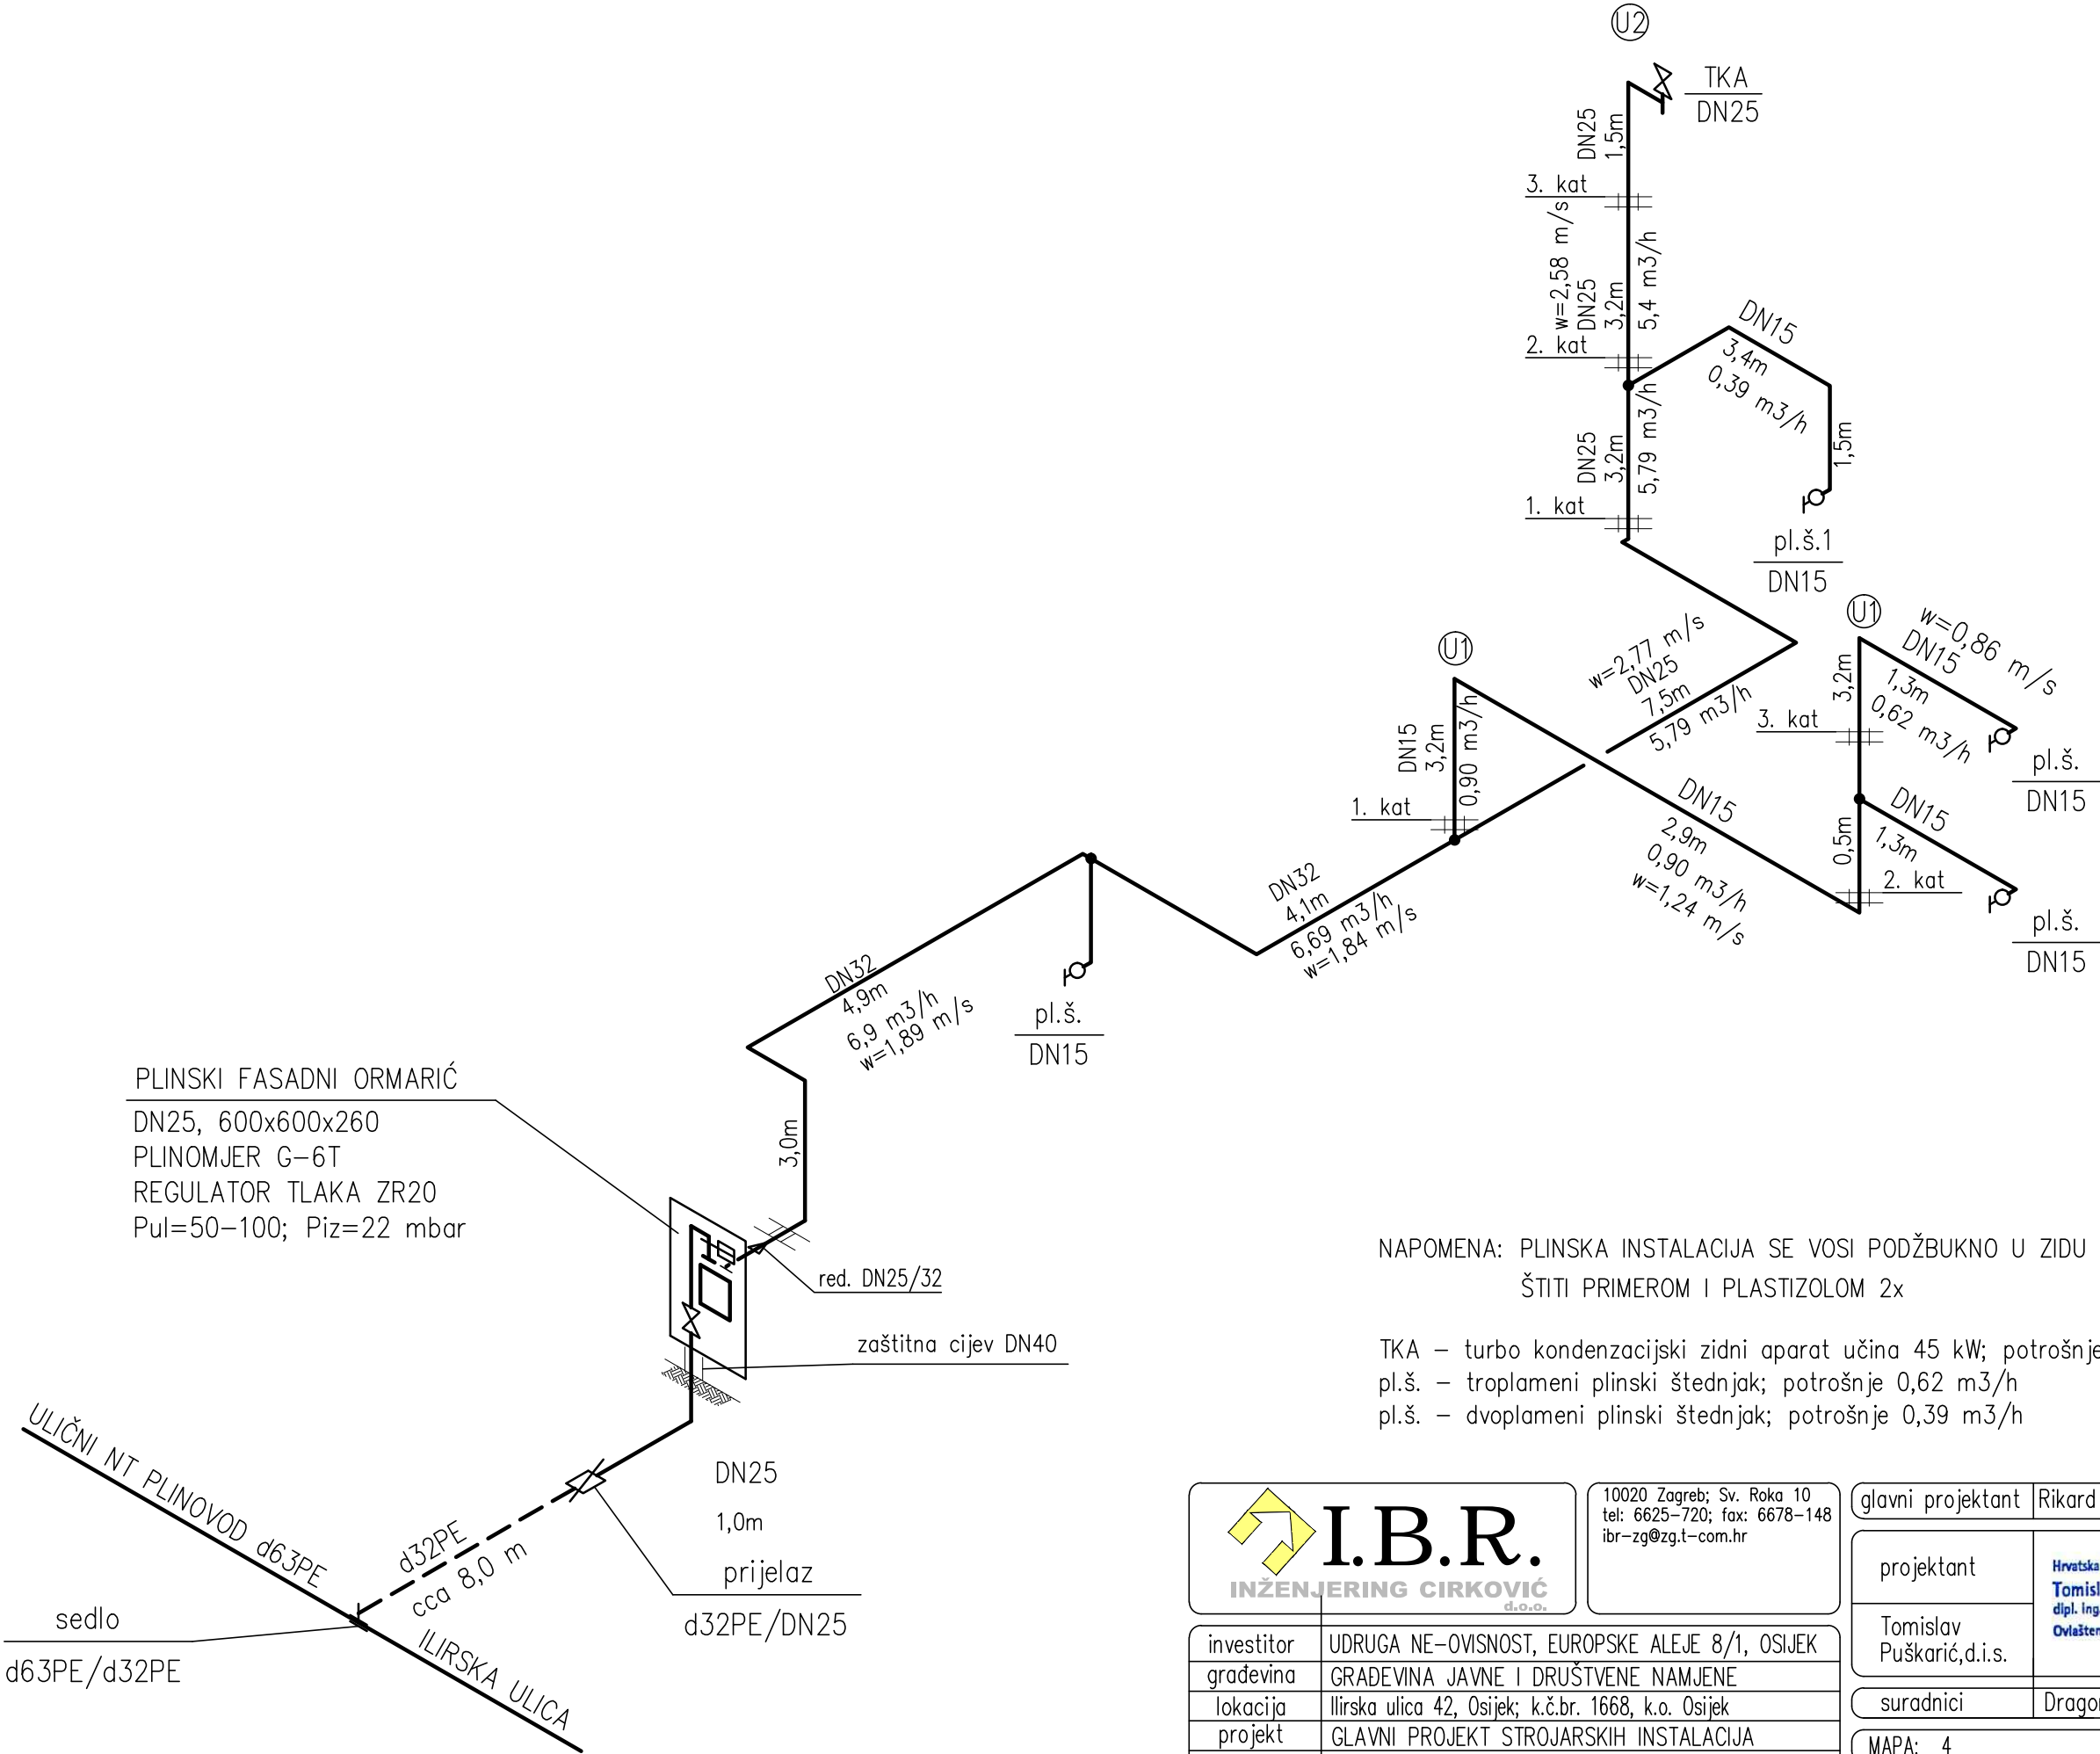 U2
TKA
DN25
DN25
1,5m
3. kat
w=2,58 m/s
DN25
3,2m
5,4 m3/h
2. kat
DN15
3,4m
0,39 m3/h
1,5m
DN25
3,2m
5,79 m3/h
1. kat
pl.š.1
DN15
U1
w=0,86 m/s
DN15
1,3m
0,62 m3/h
3,2m
3. kat
pl.š.
DN15
U1
w=2,77 m/s
DN25
7,5m
5,79 m3/h
DN15
3,2m
0,90 m3/h
1. kat
DN15
2,9m
0,90 m3/h
w=1,24 m/s
DN15
1,3m
0,5m
2. kat
pl.š.
DN15
DN32
4,1m
6,69 m3/h
w=1,84 m/s
DN32
4,9m
6,9 m3/h
w=1,89 m/s
pl.š.
DN15
3,0m
PLINSKI FASADNI ORMARIĆ
DN25, 600x600x260
PLINOMJER G-6T
REGULATOR TLAKA ZR20
Pul=50-100; Piz=22 mbar
red. DN25/32
zaštitna cijev DN40
NAPOMENA: PLINSKA INSTALACIJA SE VOSI PODŽBUKNO U ZIDU
ŠTITI PRIMEROM I PLASTIZOLOM 2x
TKA - turbo kondenzacijski zidni aparat učina 45 kW; potrošnje
pl.š. - troplameni plinski štednjak; potrošnje 0,62 m3/h
pl.š. - dvoplameni plinski štednjak; potrošnje 0,39 m3/h
DN25
1,0m
prijelaz
d32PE/DN25
ULIČNI NT PLINOVOD d63PE
d32PE
cca 8,0 m
sedlo
d63PE/d32PE
ILIRSKA ULICA
I.B.R.
INŽENJERING CIRKOVIĆ
d.o.o.
10020 Zagreb; Sv. Roka 10
tel: 6625-720; fax: 6678-148
ibr-zg@zg.t-com.hr
glavni projektant Rikard
projektant
Hrvatska
Tomisl
dipl. ing
Ovlašten
Tomislav
Puškarić,d.i.s.
suradnici
MAPA: 4
investitor UDRUGA NE-OVISNOST, EUROPSKE ALEJE 8/1, OSIJEK
građevina GRAĐEVINA JAVNE I DRUŠTVENE NAMJENE
lokacija Ilirska ulica 42, Osijek; k.č.br. 1668, k.o. Osijek
projekt GLAVNI PROJEKT STROJARSKIH INSTALACIJA